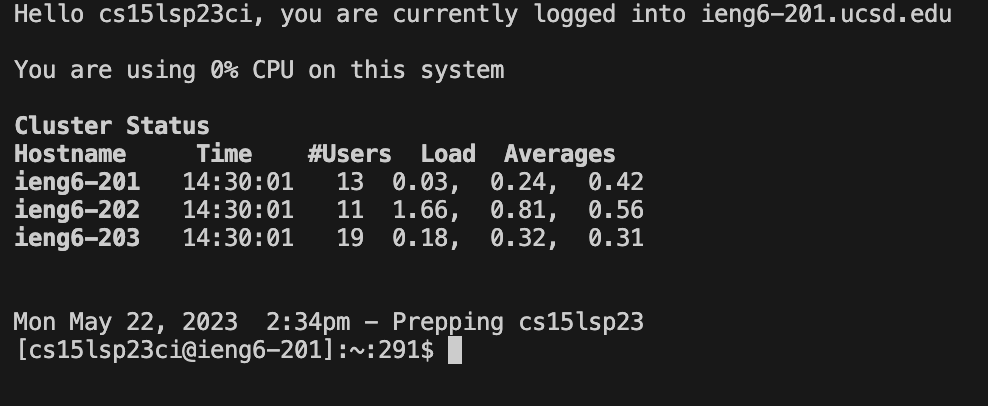 Hello cs15lsp23ci, you are currently logged into ieng6-201.ucsd.edu
You are using 0% CPU on this system
Cluster Status
Hostname     Time    #Users  Load  Averages
ieng6-201   14:30:01   13  0.03,  0.24,  0.42
ieng6-202   14:30:01   11  1.66,  0.81,  0.56
ieng6-203   14:30:01   19  0.18,  0.32,  0.31
Mon May 22, 2023  2:34pm - Prepping cs15lsp23
[cs15lsp23ci@ieng6-201]:~:291$